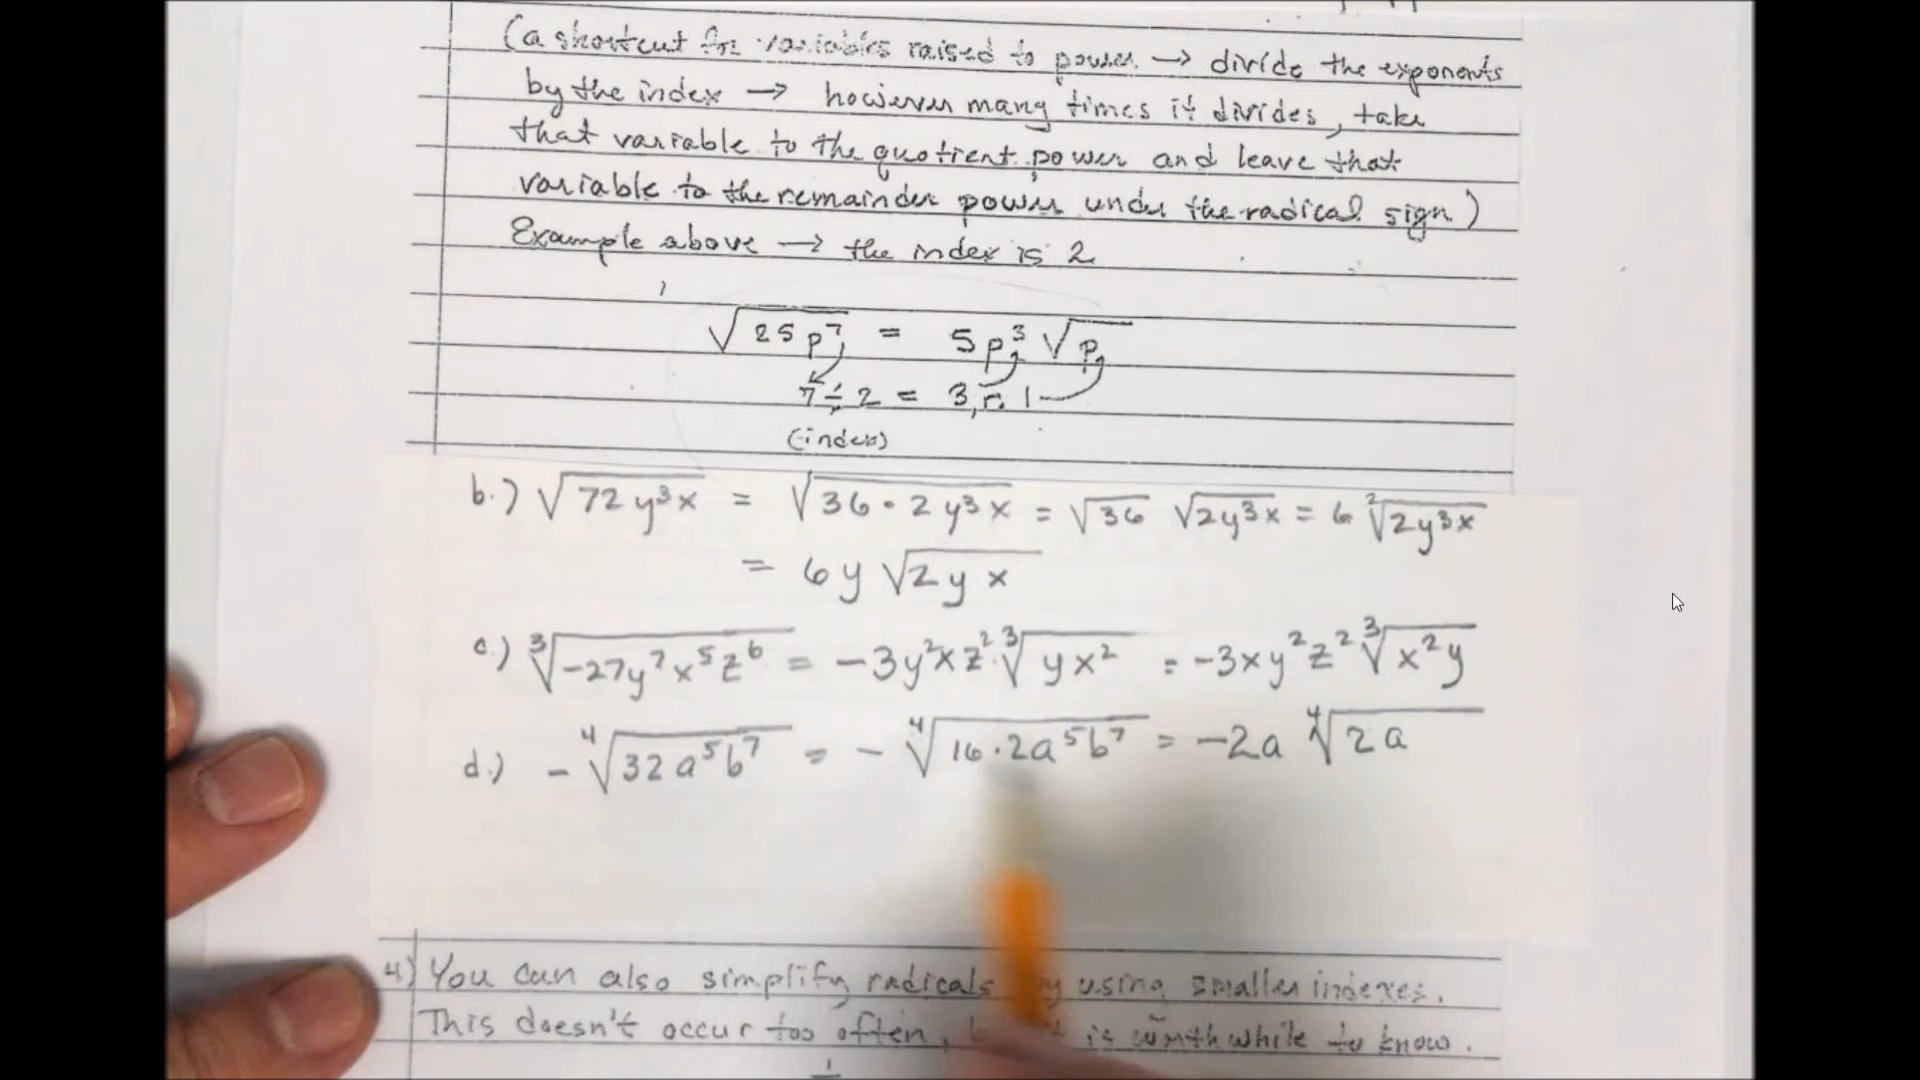 (a shortcut for variables raised to power → divide the exponents
by the index → however many times it divides, take
that variable to the quotient power and leave that
variable to the remainder power under the radical sign)
Example above → the index is 2
√25p⁷ = 5p³√p
7 ÷ 2 = 3, r. 1
(index)
b.) √72y³x = √36·2y³x = √36 √2y³x = 6 ²√2y³x
= 6y√2yx
c.) ³√-27y⁷x⁵z⁶ = -3y²xz²·³√yx² = -3xy²z² ³√x²y
d.) -⁴√32a⁵b⁷ = -⁴√16·2a⁵b⁷ = -2a ⁴√2a
4) You can also simplify radicals using smaller indexes.
This doesn't occur too often, is worthwhile to know.